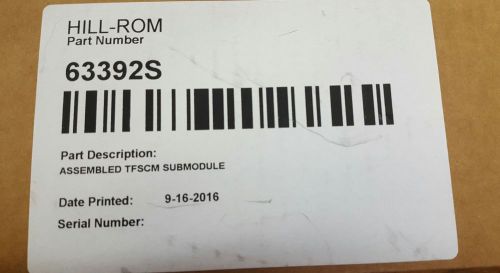 HILL-ROM
Part Number
63392S
Part Description:
ASSEMBLED TFSCM SUBMODULE
Date Printed: 9-16-2016
Serial Number: